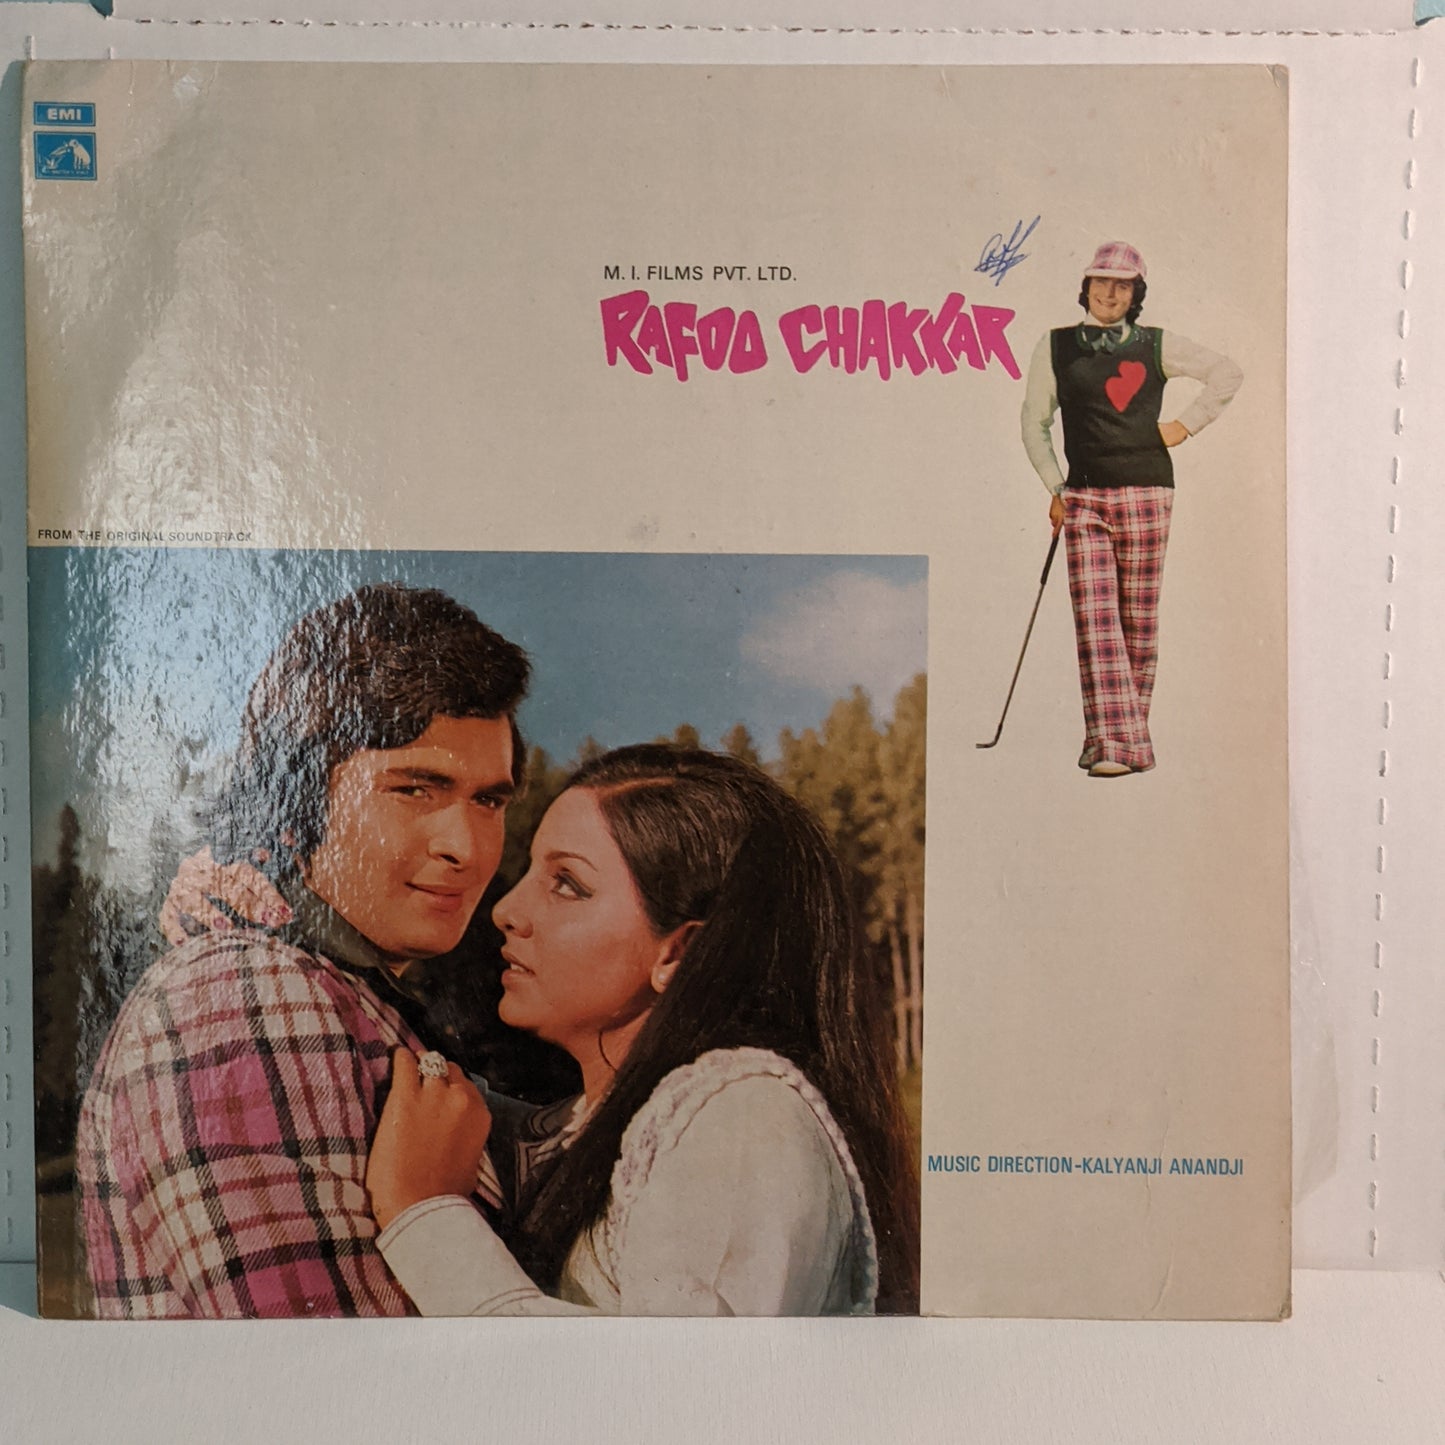 EMI
M. I. FILMS PVT. LTD.
RAFOO CHAKKAR
FROM THE ORIGINAL SOUNDTRACK
MUSIC DIRECTION-KALYANJI ANANDJI